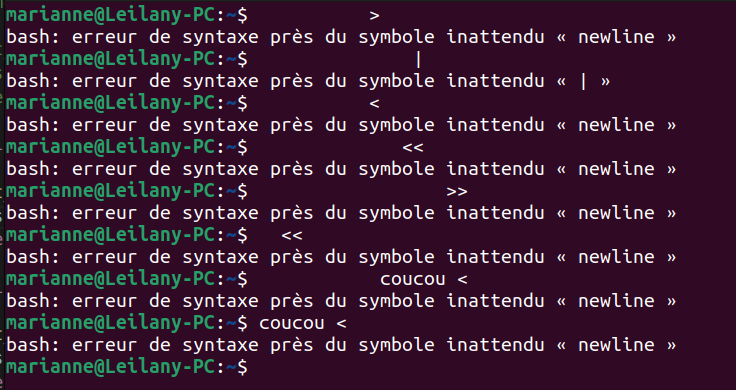 marianne@Leilany-PC:~$           >
bash: erreur de syntaxe près du symbole inattendu « newline »
marianne@Leilany-PC:~$               |
bash: erreur de syntaxe près du symbole inattendu « | »
marianne@Leilany-PC:~$           <
bash: erreur de syntaxe près du symbole inattendu « newline »
marianne@Leilany-PC:~$              <<
bash: erreur de syntaxe près du symbole inattendu « newline »
marianne@Leilany-PC:~$                  >>
bash: erreur de syntaxe près du symbole inattendu « newline »
marianne@Leilany-PC:~$   <<
bash: erreur de syntaxe près du symbole inattendu « newline »
marianne@Leilany-PC:~$            coucou <
bash: erreur de syntaxe près du symbole inattendu « newline »
marianne@Leilany-PC:~$ coucou <
bash: erreur de syntaxe près du symbole inattendu « newline »
marianne@Leilany-PC:~$